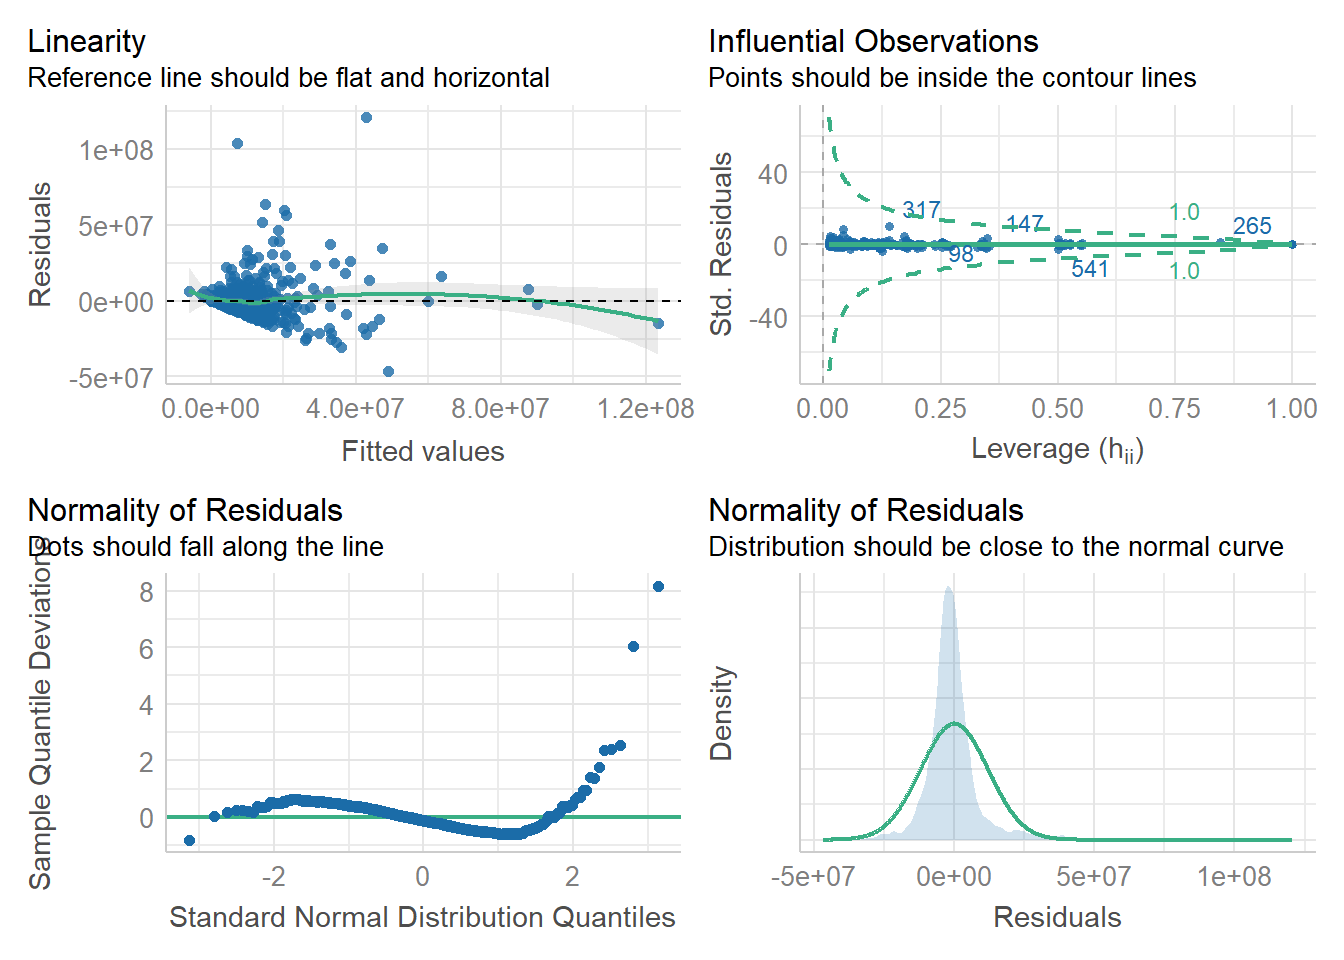 Linearity
Reference line should be flat and horizontal
Residuals
1e+08
5e+07
0e+00
-5e+07
0.0e+00 4.0e+07 8.0e+07 1.2e+08
Fitted values
Influential Observations
Points should be inside the contour lines
Std. Residuals
40
0
-40
317
147
1.0
265
98
541
1.0
0.00 0.25 0.50 0.75 1.00
Leverage (hii)
Normality of Residuals
Dots should fall along the line
Sample Quantile Deviations
8
6
4
2
0
-2 0 2
Standard Normal Distribution Quantiles
Normality of Residuals
Distribution should be close to the normal curve
Density
-5e+07 0e+00 5e+07 1e+08
Residuals